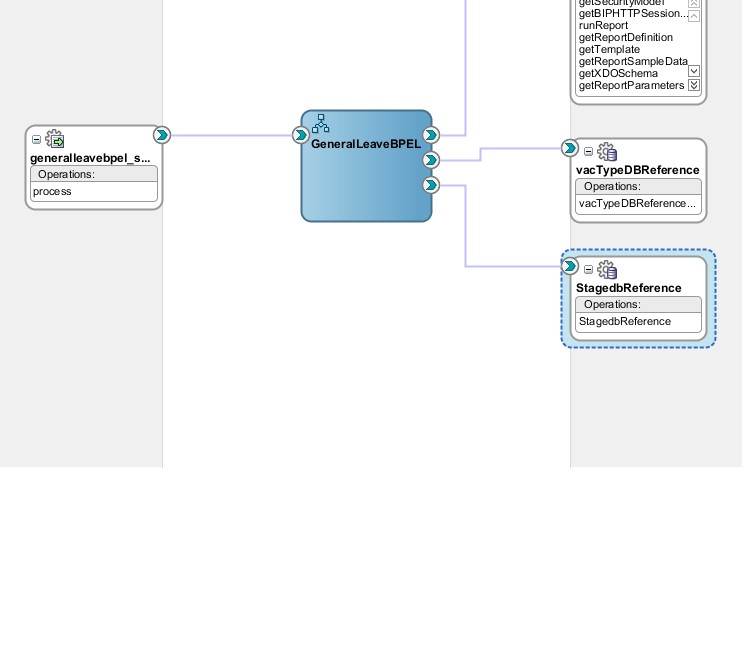 getSecurityModel
getBIPHTTPSession...
runReport
getReportDefinition
getTemplate
getReportSampleData
getXDOSchema
getReportParameters
generalleavebpel_s...
Operations:
process
GeneralLeaveBPEL
vacTypeDBReference
Operations:
vacTypeDBReference...
StagedbReference
Operations:
StagedbReference